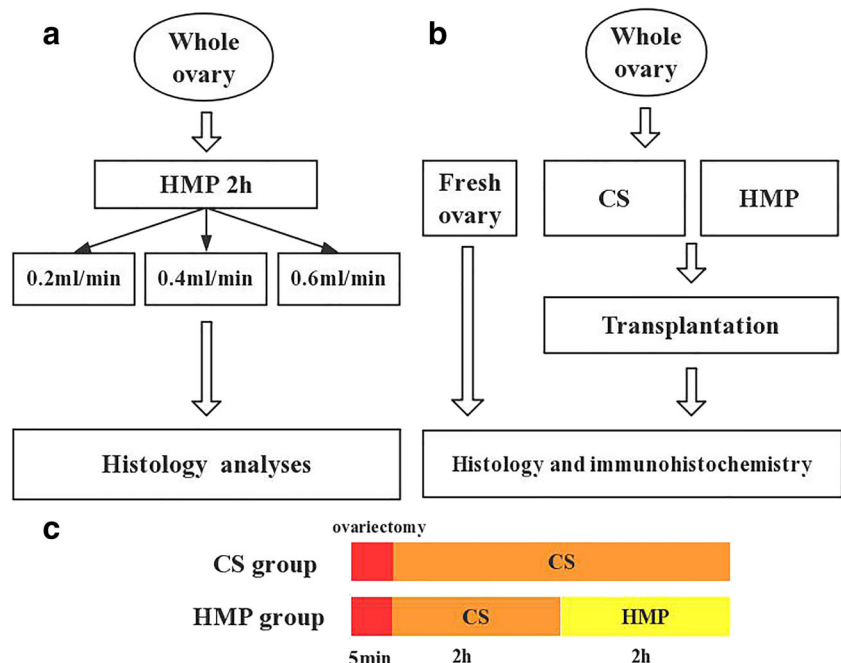 a
Whole
ovary
HMP 2h
0.2ml/min
0.4ml/min
0.6ml/min
Histology analyses
b
Whole
ovary
Fresh
ovary
CS
HMP
Transplantation
Histology and immunohistochemistry
c
ovariectomy
CS group
CS
HMP group
CS
HMP
5min
2h
2h